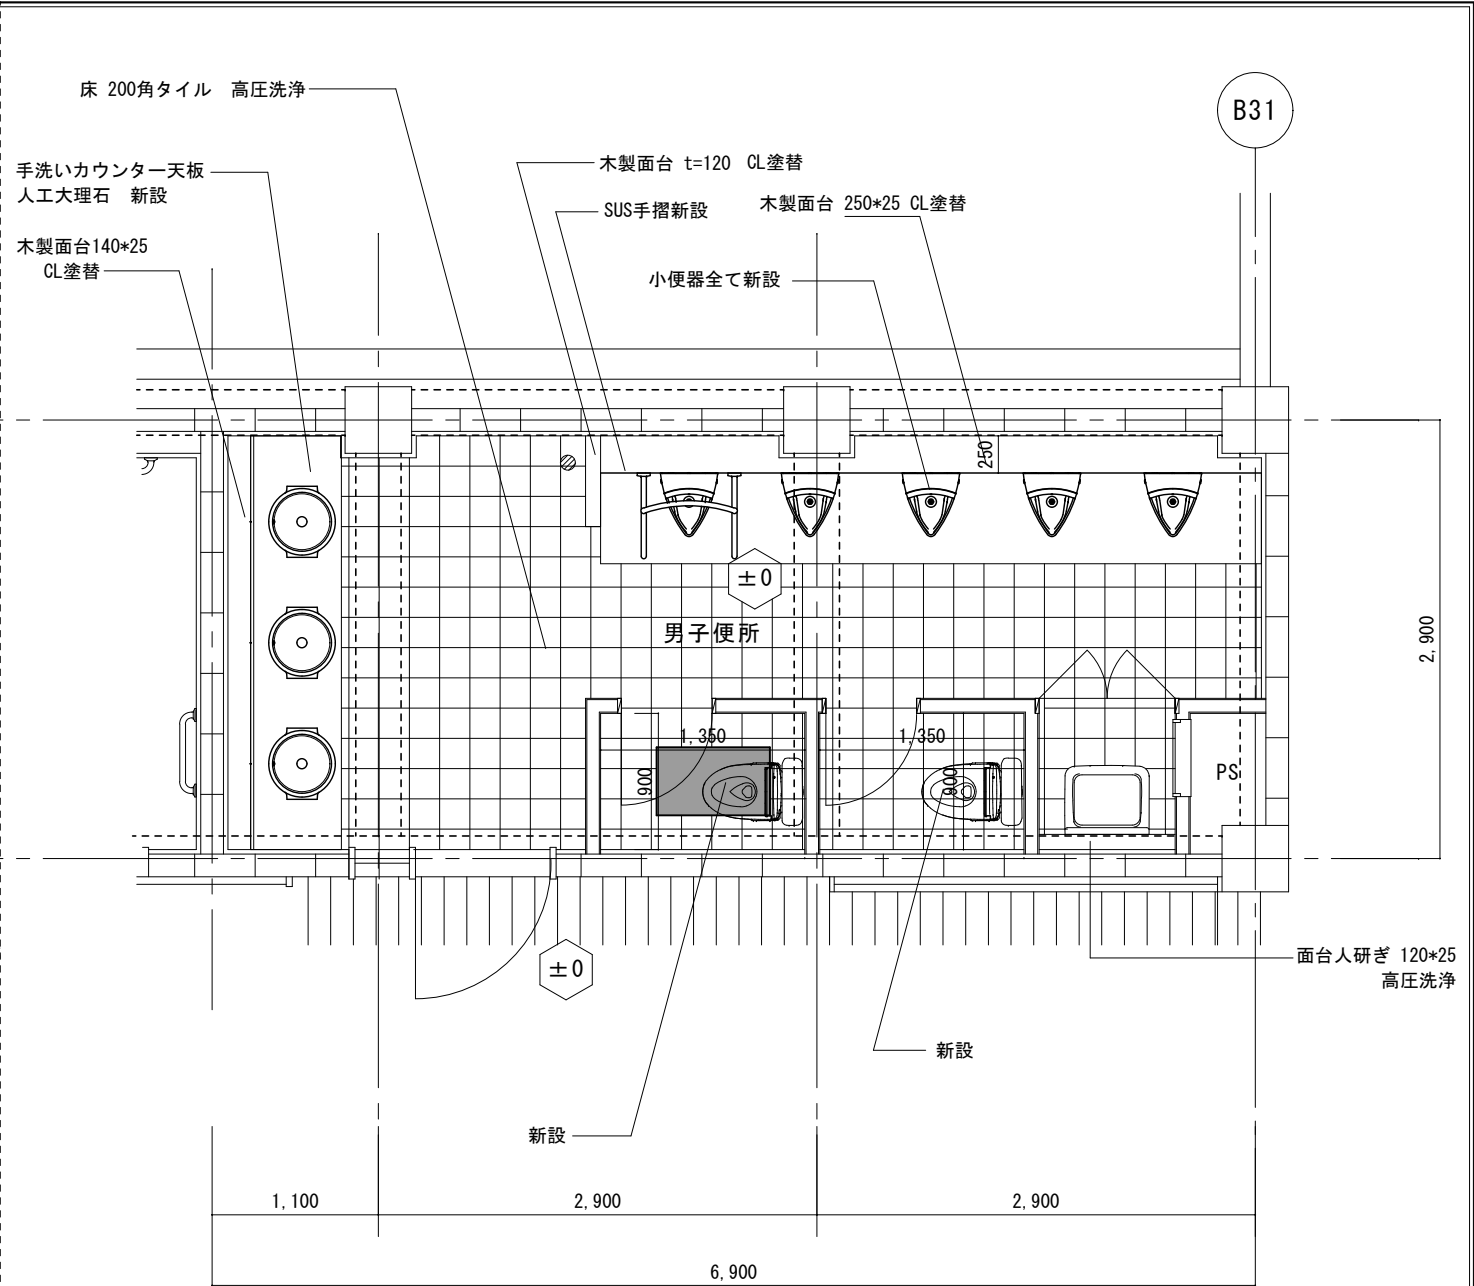 床 200角タイル　高圧洗浄
B31
手洗いカウンター天板
人工大理石　新設
木製面台 t=120　CL塗替
SUS手摺新設
木製面台 250*25 CL塗替
木製面台140*25
CL塗替
小便器全て新設
250
±0
男子便所
2,900
1,350
1,350
900
900
PS
±0
面台人研ぎ 120*25
高圧洗浄
新設
新設
1,100
2,900
2,900
6,900